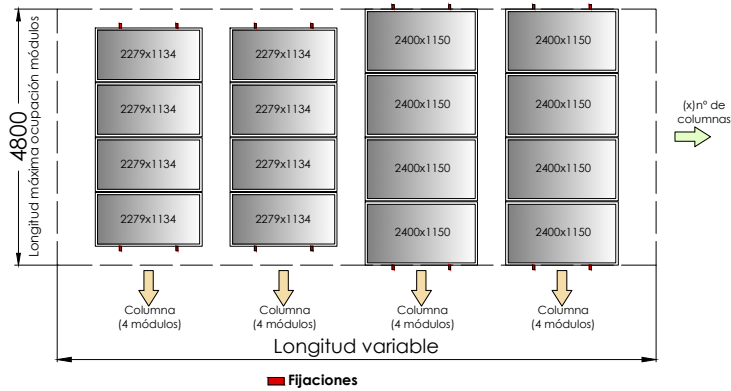 4800
Longitud máxima ocupación módulos
2279x1134
2279x1134
2279x1134
2279x1134
2279x1134
2279x1134
2279x1134
2279x1134
2400x1150
2400x1150
2400x1150
2400x1150
2400x1150
2400x1150
2400x1150
2400x1150
(x)nº de
columnas
Columna
(4 módulos)
Columna
(4 módulos)
Columna
(4 módulos)
Columna
(4 módulos)
Longitud variable
Fijaciones